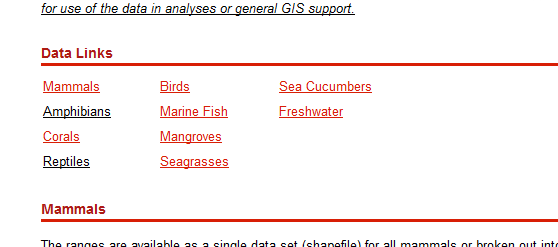 for use of the data in analyses or general GIS support.
Data Links
Mammals Birds Sea Cucumbers
Amphibians Marine Fish Freshwater
Corals Mangroves
Reptiles Seagrasses
Mammals
The ranges are available as a single data set (shapefile) for all mammals or broken out into